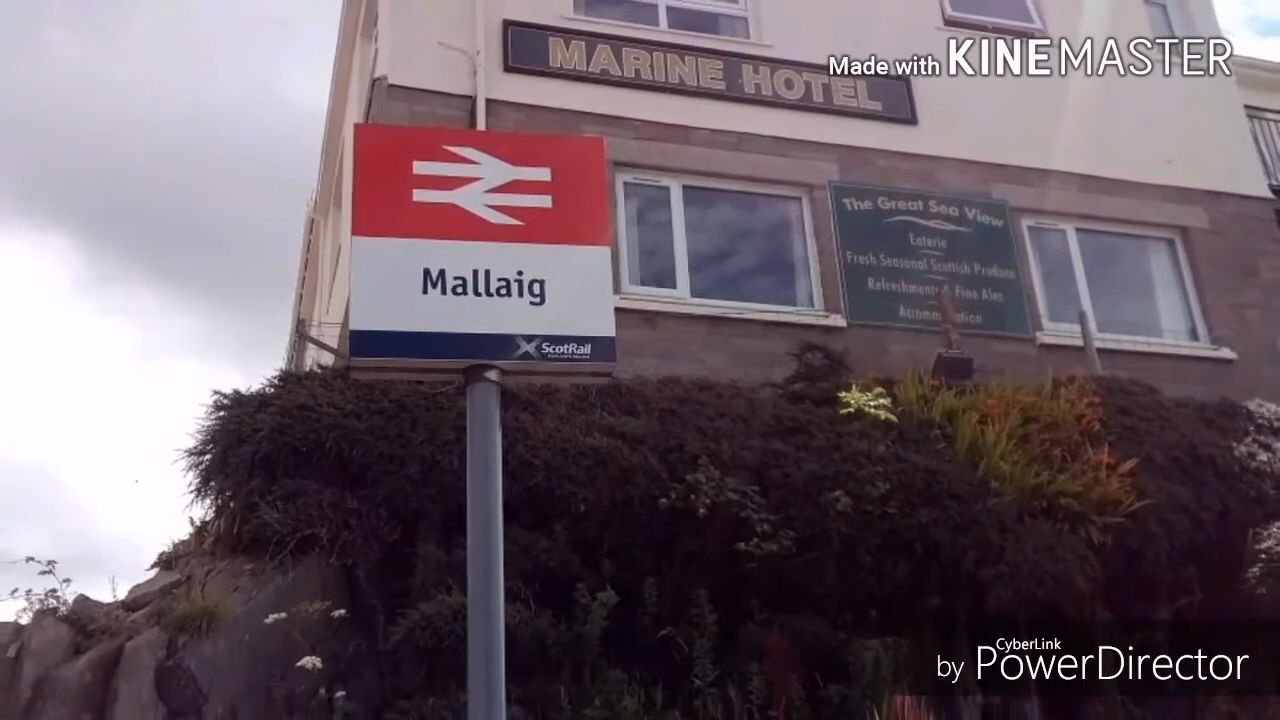 MARINE HOTEL
Made with KINEMASTER
The Great Sea View
Eaterie
Fresh Seasonal Scottish Produce
Refreshments & Fine Ales
Accommodation
Mallaig
ScotRail
CyberLink
by PowerDirector